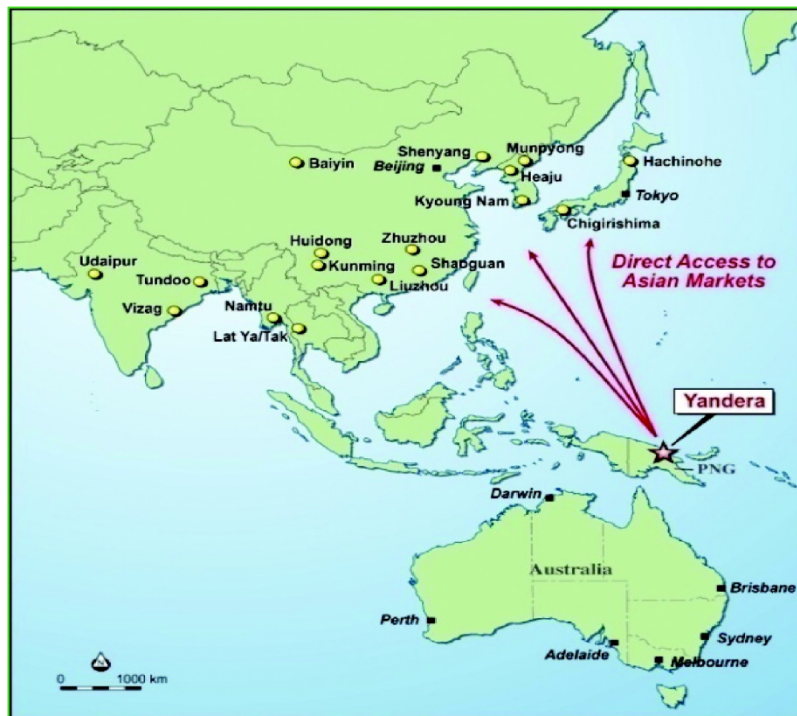 Shenyang
Munpyong
Baiyin
Beijing
Heaju
Hachinohe
Kyoung Nam
Tokyo
Chigirishima
Huidong
Zhuzhou
Udaipur
Kunming
Shaoguan
Direct Access to
Asian Markets
Tundoo
Liuzhou
Vizag
Namtu
Lat Ya/Tak
Yandera
PNG
Darwin
Australia
Brisbane
Perth
Sydney
Adelaide
Melbourne
N
0 1000 km